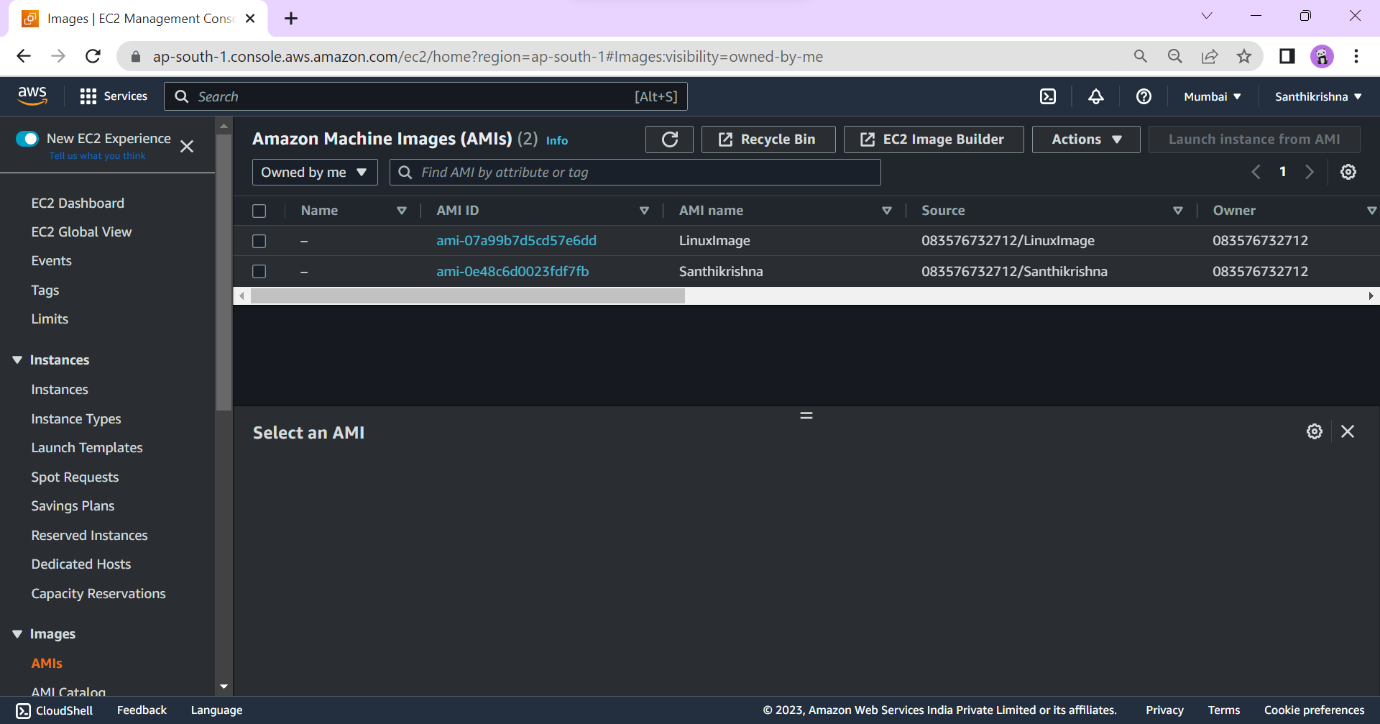 Images | EC2 Management Cons
ap-south-1.console.aws.amazon.com/ec2/home?region=ap-south-1#Images:visibility=owned-by-me
aws Services Search [Alt+S] Mumbai Santhikrishna
New EC2 Experience
Tell us what you think
EC2 Dashboard
EC2 Global View
Events
Tags
Limits
Instances
Instances
Instance Types
Launch Templates
Spot Requests
Savings Plans
Reserved Instances
Dedicated Hosts
Capacity Reservations
Images
AMIs
AMI Catalog
Amazon Machine Images (AMIs) (2) Info Recycle Bin EC2 Image Builder Actions Launch instance from AMI
Owned by me Find AMI by attribute or tag 1
Name AMI ID AMI name Source Owner
– ami-07a99b7d5cd57e6dd LinuxImage 083576732712/LinuxImage 083576732712
– ami-0e48c6d0023fdf7fb Santhikrishna 083576732712/Santhikrishna 083576732712
Select an AMI
CloudShell Feedback Language © 2023, Amazon Web Services India Private Limited or its affiliates. Privacy Terms Cookie preferences